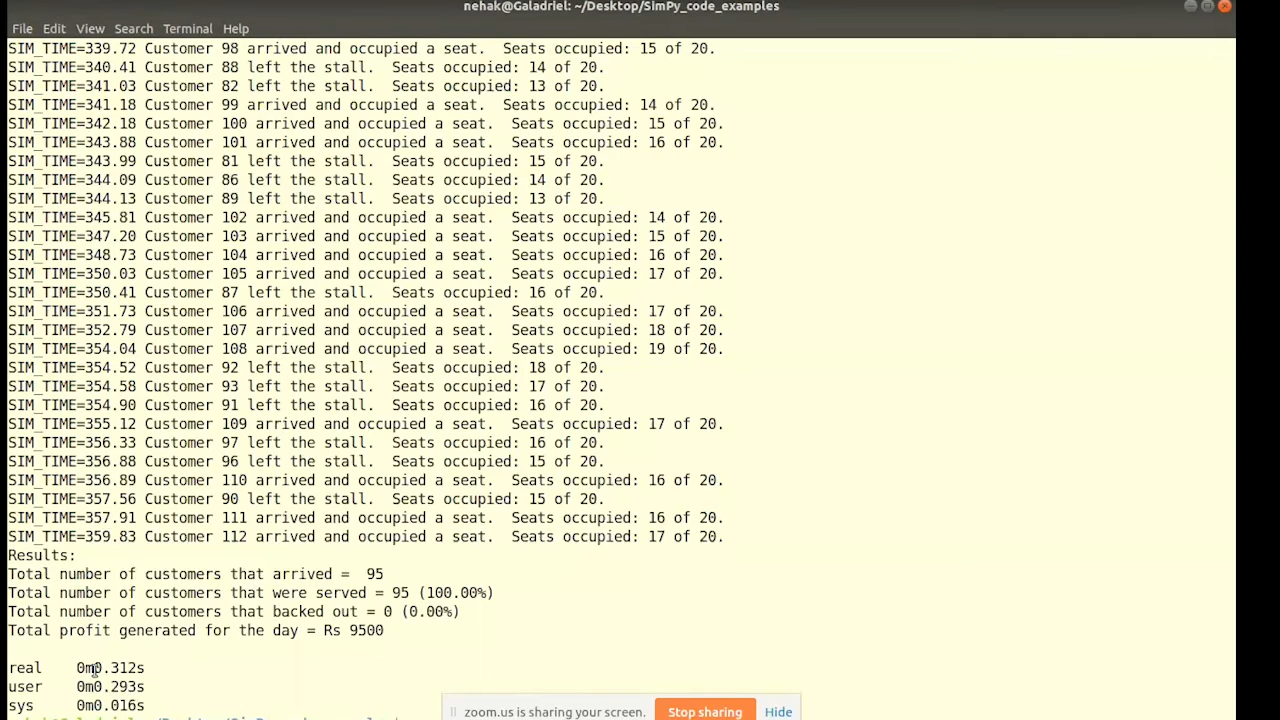 nehak@Galadriel: ~/Desktop/SimPy_code_examples
File Edit View Search Terminal Help
SIM_TIME=339.72 Customer 98 arrived and occupied a seat.  Seats occupied: 15 of 20.
SIM_TIME=340.41 Customer 88 left the stall.  Seats occupied: 14 of 20.
SIM_TIME=341.03 Customer 82 left the stall.  Seats occupied: 13 of 20.
SIM_TIME=341.18 Customer 99 arrived and occupied a seat.  Seats occupied: 14 of 20.
SIM_TIME=342.18 Customer 100 arrived and occupied a seat.  Seats occupied: 15 of 20.
SIM_TIME=343.88 Customer 101 arrived and occupied a seat.  Seats occupied: 16 of 20.
SIM_TIME=343.99 Customer 81 left the stall.  Seats occupied: 15 of 20.
SIM_TIME=344.09 Customer 86 left the stall.  Seats occupied: 14 of 20.
SIM_TIME=344.13 Customer 89 left the stall.  Seats occupied: 13 of 20.
SIM_TIME=345.81 Customer 102 arrived and occupied a seat.  Seats occupied: 14 of 20.
SIM_TIME=347.20 Customer 103 arrived and occupied a seat.  Seats occupied: 15 of 20.
SIM_TIME=348.73 Customer 104 arrived and occupied a seat.  Seats occupied: 16 of 20.
SIM_TIME=350.03 Customer 105 arrived and occupied a seat.  Seats occupied: 17 of 20.
SIM_TIME=350.41 Customer 87 left the stall.  Seats occupied: 16 of 20.
SIM_TIME=351.73 Customer 106 arrived and occupied a seat.  Seats occupied: 17 of 20.
SIM_TIME=352.79 Customer 107 arrived and occupied a seat.  Seats occupied: 18 of 20.
SIM_TIME=354.04 Customer 108 arrived and occupied a seat.  Seats occupied: 19 of 20.
SIM_TIME=354.52 Customer 92 left the stall.  Seats occupied: 18 of 20.
SIM_TIME=354.58 Customer 93 left the stall.  Seats occupied: 17 of 20.
SIM_TIME=354.90 Customer 91 left the stall.  Seats occupied: 16 of 20.
SIM_TIME=355.12 Customer 109 arrived and occupied a seat.  Seats occupied: 17 of 20.
SIM_TIME=356.33 Customer 97 left the stall.  Seats occupied: 16 of 20.
SIM_TIME=356.88 Customer 96 left the stall.  Seats occupied: 15 of 20.
SIM_TIME=356.89 Customer 110 arrived and occupied a seat.  Seats occupied: 16 of 20.
SIM_TIME=357.56 Customer 90 left the stall.  Seats occupied: 15 of 20.
SIM_TIME=357.91 Customer 111 arrived and occupied a seat.  Seats occupied: 16 of 20.
SIM_TIME=359.83 Customer 112 arrived and occupied a seat.  Seats occupied: 17 of 20.
Results:
Total number of customers that arrived =  95
Total number of customers that were served = 95 (100.00%)
Total number of customers that backed out = 0 (0.00%)
Total profit generated for the day = Rs 9500
real    0m0.312s
user    0m0.293s
sys     0m0.016s
zoom.us is sharing your screen. Stop sharing Hide